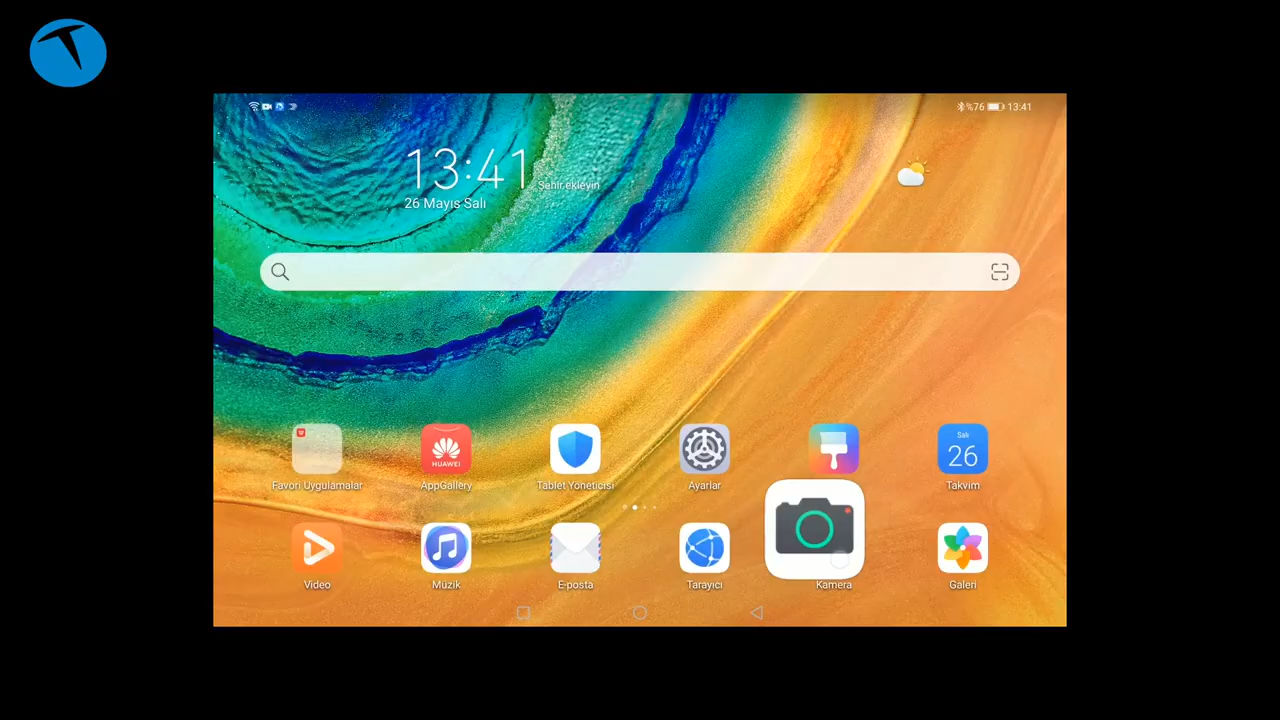 %76 13:41
13:41 Şehir ekleyin
26 Mayıs Salı
Salı
HUAWEI 26
Favori Uygulamalar AppGallery Tablet Yöneticisi Ayarlar Takvim
Video Müzik E-posta Tarayıcı Kamera Galeri